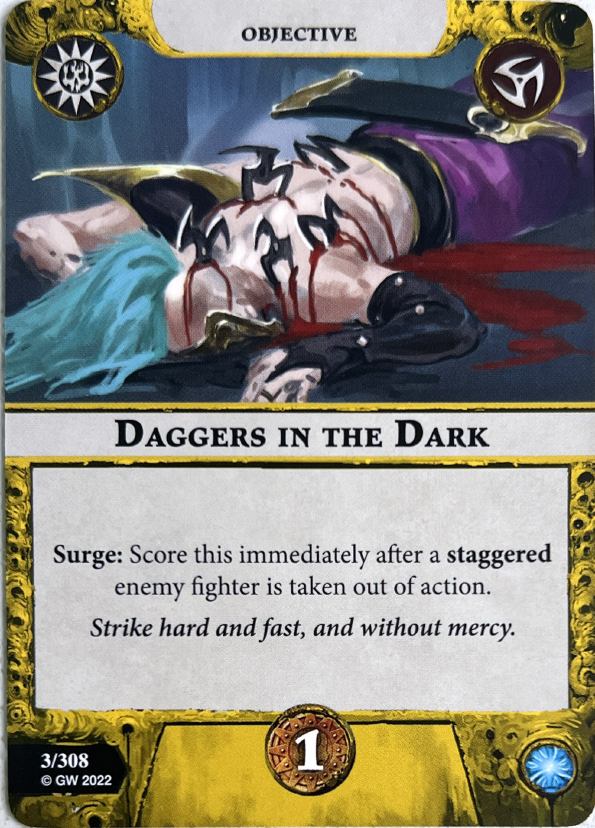 OBJECTIVE
DAGGERS IN THE DARK
Surge: Score this immediately after a staggered
enemy fighter is taken out of action.
Strike hard and fast, and without mercy.
1
3/308
© GW 2022